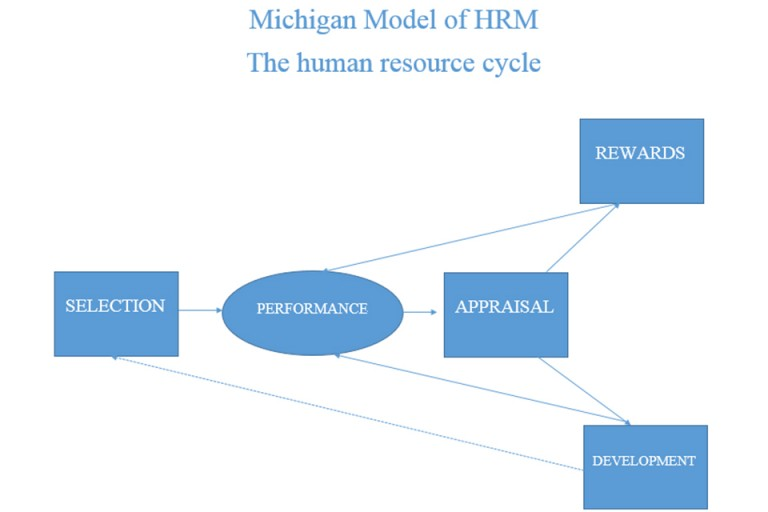 Michigan Model of HRM
The human resource cycle
REWARDS
SELECTION
PERFORMANCE
APPRAISAL
DEVELOPMENT